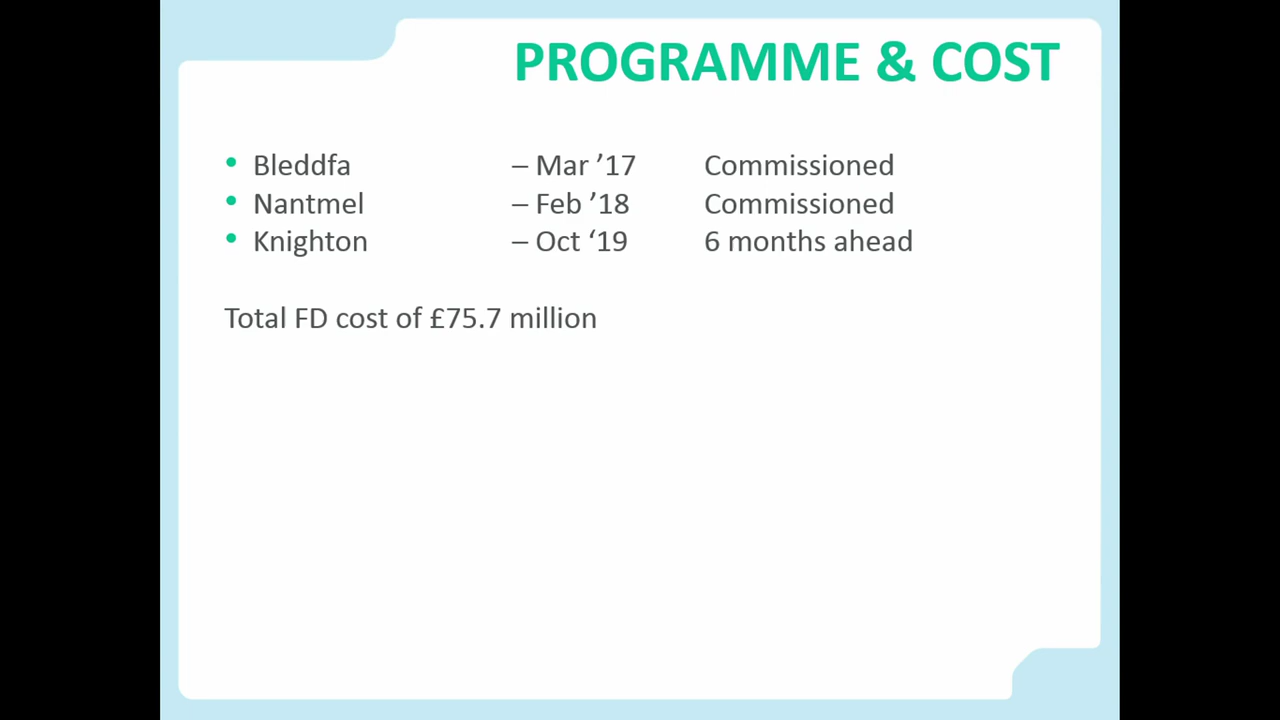 PROGRAMME & COST
• Bleddfa – Mar ’17 Commissioned
• Nantmel – Feb ’18 Commissioned
• Knighton – Oct ‘19 6 months ahead
Total FD cost of £75.7 million